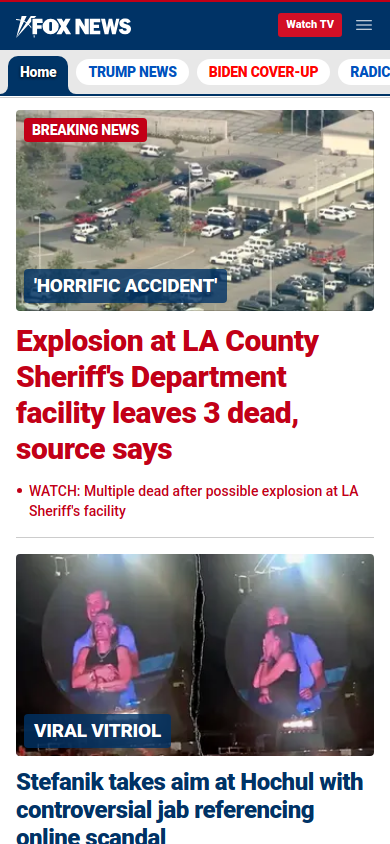 FOX NEWS
Watch TV
Home
TRUMP NEWS
BIDEN COVER-UP
RADIC
BREAKING NEWS
'HORRIFIC ACCIDENT'
Explosion at LA County
Sheriff's Department
facility leaves 3 dead,
source says
• WATCH: Multiple dead after possible explosion at LA
Sheriff's facility
VIRAL VITRIOL
Stefanik takes aim at Hochul with
controversial jab referencing
online scandal